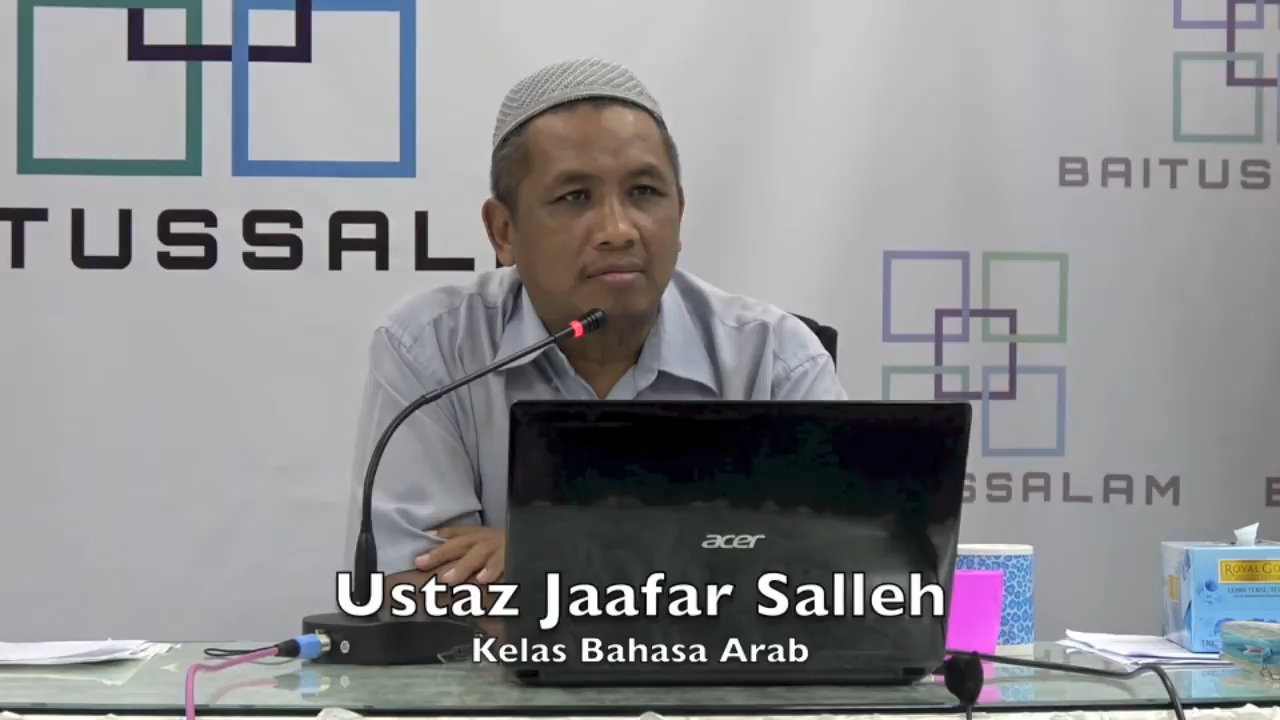 BAITUS
TUSSAL
SSALAM
acer
ROYAL GO
Ustaz Jaafar Salleh
Kelas Bahasa Arab